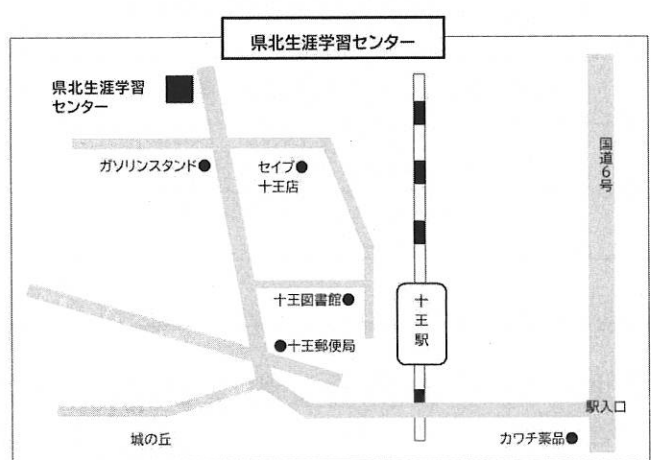 県北生涯学習センター
県北生涯学習
センター
ガソリンスタンド
セイブ
十王店
国道6号
十王図書館
十王駅
十王郵便局
駅入口
城の丘
カワチ薬品